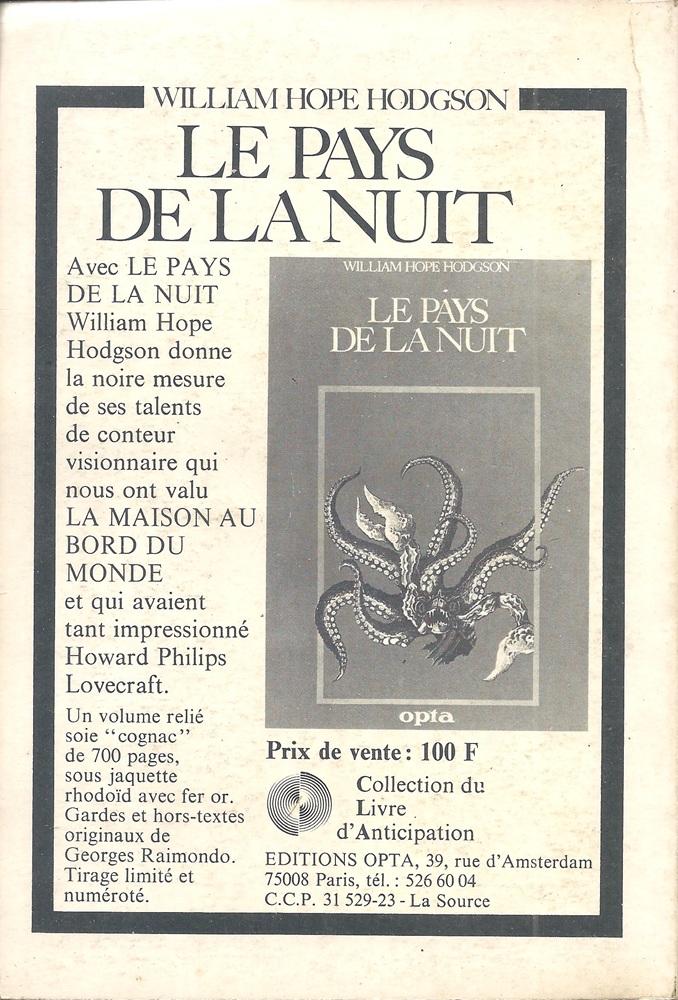 WILLIAM HOPE HODGSON
LE PAYS
DE LA NUIT
Avec LE PAYS
DE LA NUIT
William Hope
Hodgson donne
la noire mesure
de ses talents
de conteur
visionnaire qui
nous ont valu
LA MAISON AU
BORD DU
MONDE
et qui avaient
tant impressionné
Howard Philips
Lovecraft.
Un volume relié
soie “cognac”
de 700 pages,
sous jaquette
rhodoïd avec fer or.
Gardes et hors-textes
originaux de
Georges Raimondo.
Tirage limité et
numéroté.
WILLIAM HOPE HODGSON
LE PAYS
DE LA NUIT
opta
Prix de vente : 100 F
Collection du
Livre
d'Anticipation
EDITIONS OPTA, 39, rue d'Amsterdam
75008 Paris, tél. : 526 60 04
C.C.P. 31 529-23 - La Source